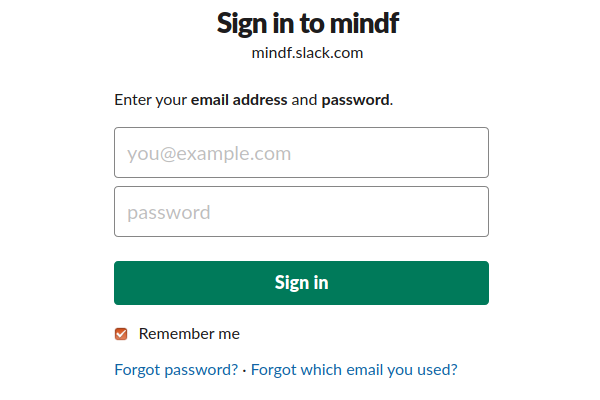 Sign in to mindf
mindf.slack.com
Enter your email address and password.
you@example.com
password
Sign in
Remember me
Forgot password? · Forgot which email you used?